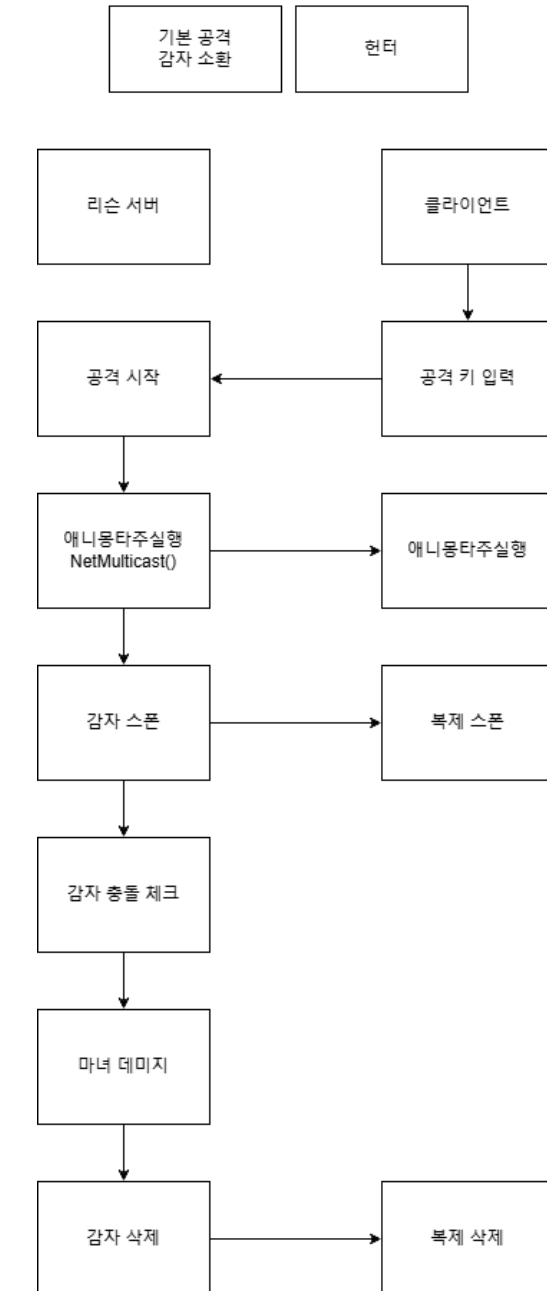 기본 공격
감자 소환
헌터
리슨 서버
클라이언트
공격 시작
공격 키 입력
애니몽타주실행
NetMulticast()
애니몽타주실행
감자 스폰
복제 스폰
감자 충돌 체크
마녀 데미지
감자 삭제
복제 삭제